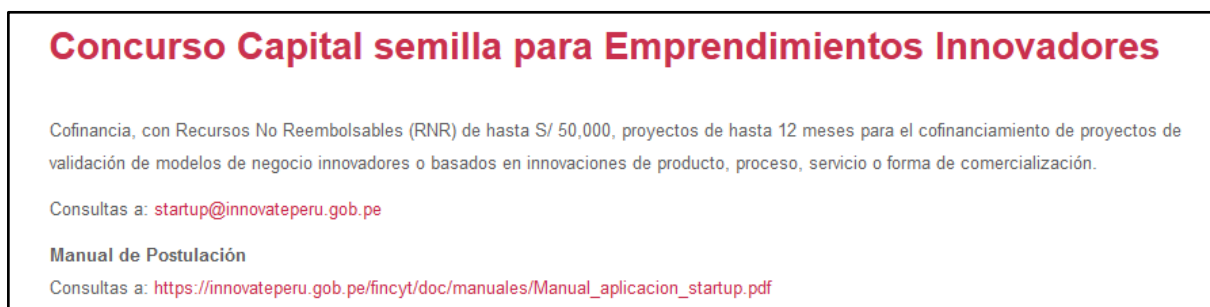 Concurso Capital semilla para Emprendimientos Innovadores
Cofinancia, con Recursos No Reembolsables (RNR) de hasta S/ 50,000, proyectos de hasta 12 meses para el cofinanciamiento de proyectos de
validación de modelos de negocio innovadores o basados en innovaciones de producto, proceso, servicio o forma de comercialización.
Consultas a: startup@innovateperu.gob.pe
Manual de Postulación
Consultas a: https://innovateperu.gob.pe/fincyt/doc/manuales/Manual_aplicacion_startup.pdf